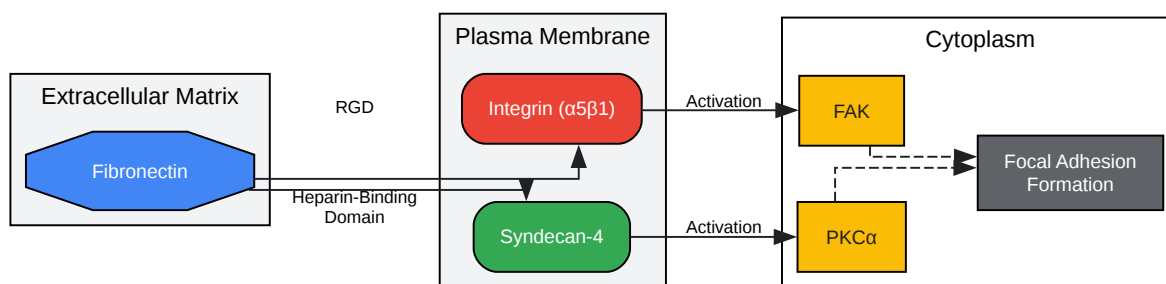 Extracellular Matrix
Fibronectin
RGD
Heparin-Binding
Domain
Plasma Membrane
Integrin (α5β1)
Syndecan-4
Activation
Activation
Cytoplasm
FAK
PKCα
Focal Adhesion
Formation